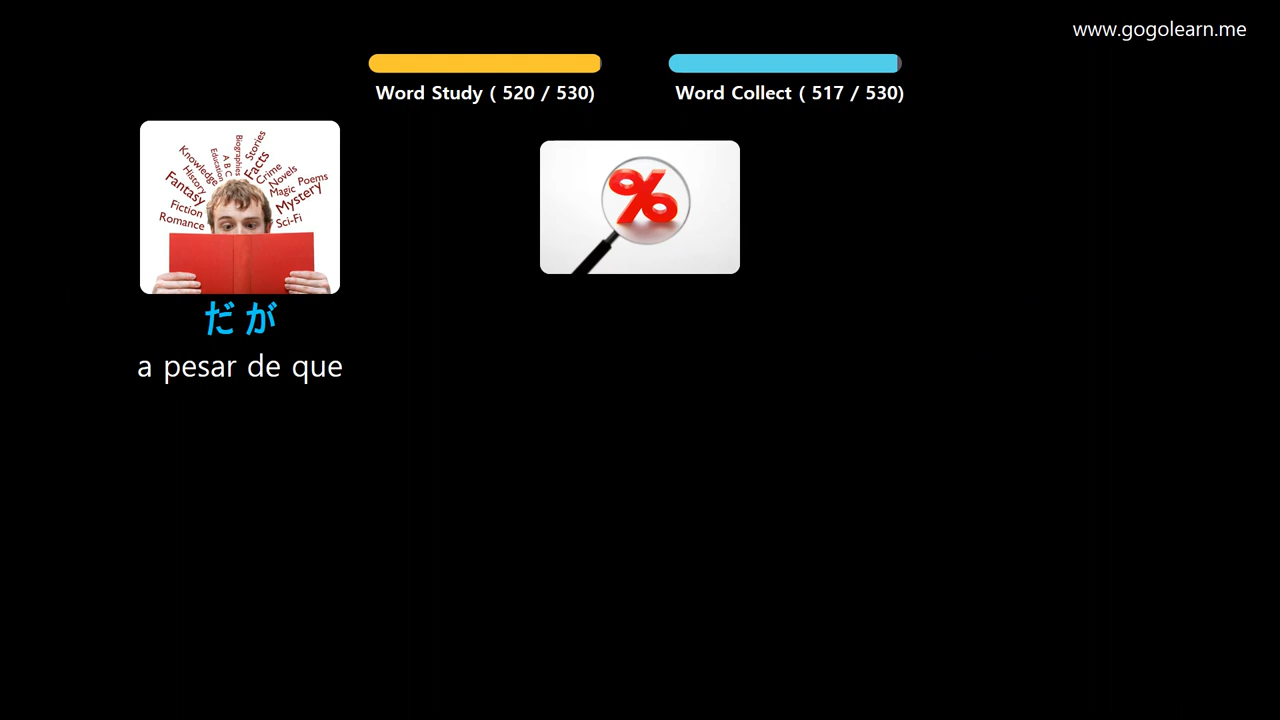 www.gogolearn.me
Word Study ( 520 / 530)
Word Collect ( 517 / 530)
Biographies
Stories
A B C
Facts
Education
Knowledge
Crime
History
Novels
Fantasy
Magic
Poems
Mystery
Fiction
Romance
Sci-Fi
%
だが
a pesar de que